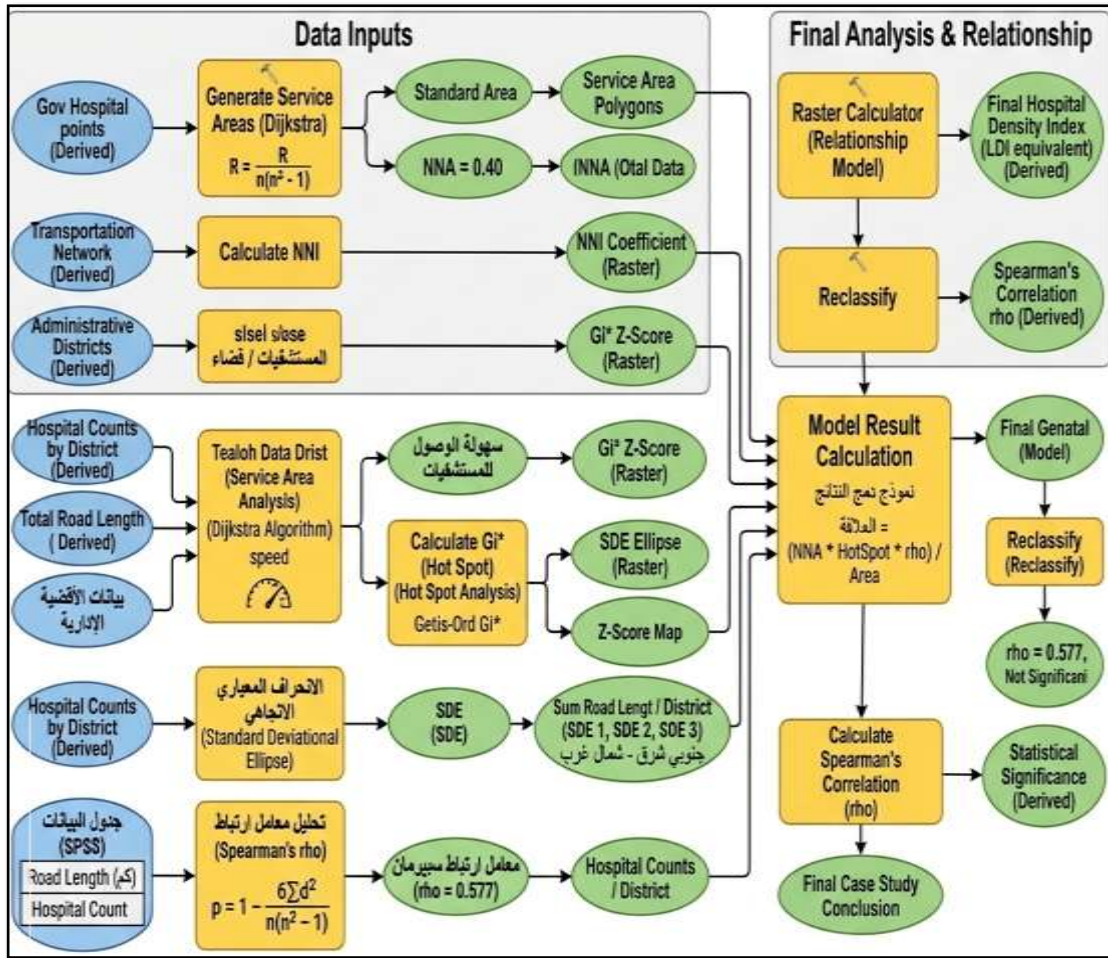 Data Inputs
Final Analysis & Relationship
Gov Hospital
points
(Derived)
Generate Service
Areas (Dijkstra)
R = R / n(n² - 1)
Standard Area
Service Area
Polygons
NNA = 0.40
INNA (Otal Data
Transportation
Network
(Derived)
Calculate NNI
NNI Coefficient
(Raster)
Administrative
Districts
(Derived)
المستشفيات / قضاء
Gi* Z-Score
(Raster)
Raster Calculator
(Relationship
Model)
Final Hospital
Density Index
(LDI equivalent)
(Derived)
Reclassify
Spearman's
Correlation
rho (Derived)
Hospital Counts
by District
(Derived)
Total Road Length
( Derived)
بيانات الأقضية
الإدارية
Tealoh Data Drist
(Service Area
Analysis)
(Dijkstra Algorithm)
speed
سهولة الوصول
للمستشفيات
Gi* Z-Score
(Raster)
Calculate Gi*
(Hot Spot)
(Hot Spot Analysis)
Getis-Ord Gi*
SDE Ellipse
(Raster)
Z-Score Map
Model Result
Calculation
نموذج نمج النتائج
العلاقة =
(NNA * HotSpot * rho) /
Area
Final Genatal
(Model)
Reclassify
(Reclassify)
rho = 0.577,
Not Significani
Hospital Counts
by District
(Derived)
الانحراف المعياري
الاتجاهي
(Standard Deviational
Ellipse)
SDE
(SDE)
Sum Road Lengt / District
(SDE 1, SDE 2, SDE 3)
جنوبي شرق - شمال غرب
Calculate
Spearman's
Correlation
(rho)
Statistical
Significance
(Derived)
Final Case Study
Conclusion
جدول البيانات
(SPSS)
Road Length (كم)
Hospital Count
تحليل معامل إرتباط
(Spearman's rho)
p = 1 - 6∑d² / n(n² - 1)
معامل ارتباط سبيرمان
(rho = 0.577)
Hospital Counts
/ District